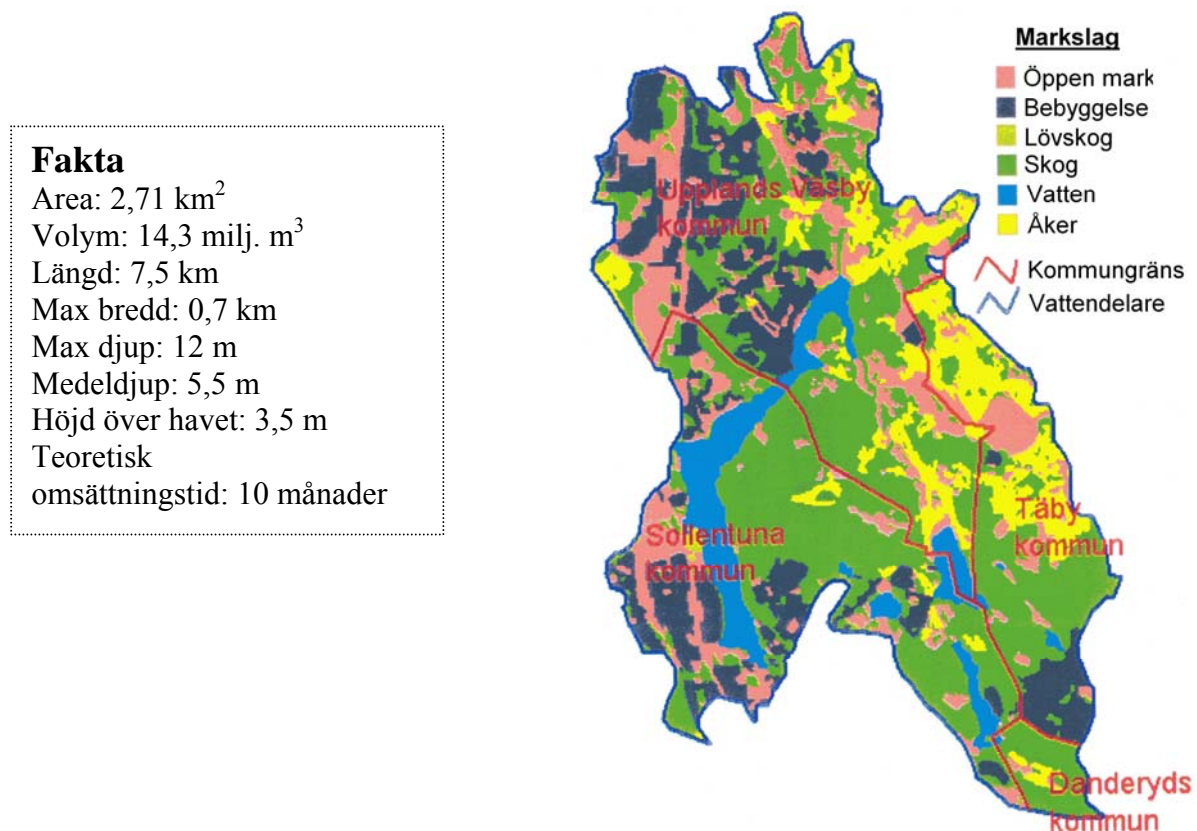 Fakta
Area: 2,71 km²
Volym: 14,3 milj. m³
Längd: 7,5 km
Max bredd: 0,7 km
Max djup: 12 m
Medeldjup: 5,5 m
Höjd över havet: 3,5 m
Teoretisk
omsättningstid: 10 månader
Markslag
Öppen mark
Bebyggelse
Lövskog
Skog
Vatten
Åker
Kommungräns
Vattendelare
Upplands Väsby
kommun
Sollentuna
kommun
Täby
kommun
Danderyds
kommun